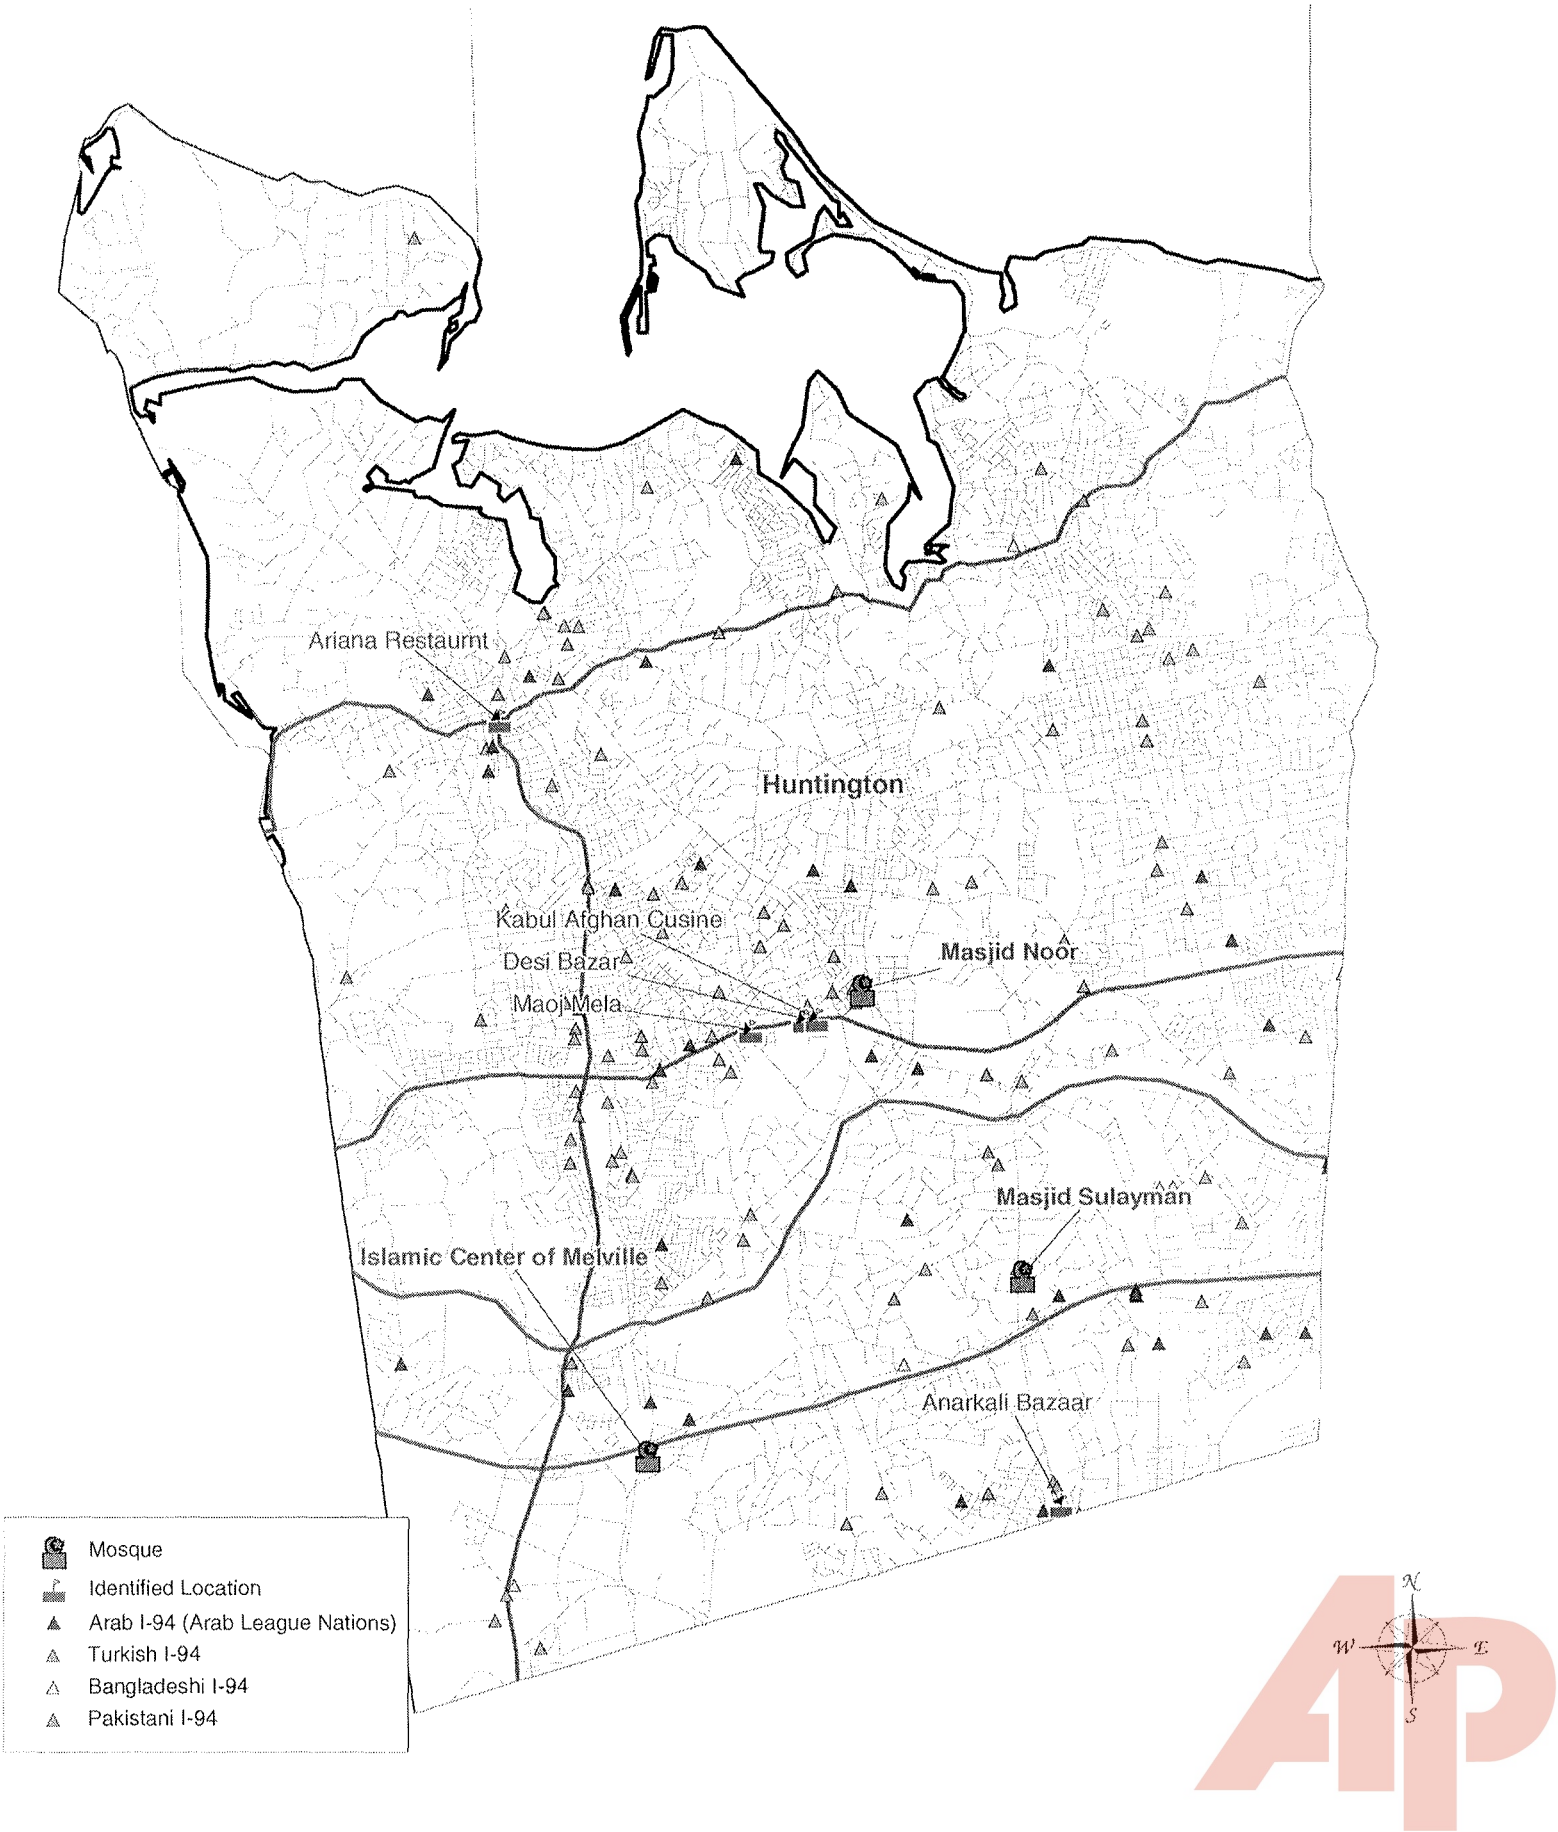 Ariana Restaurnt
Huntington
Kabul Afghan Cusine
Desi Bazar
Masjid Noor
Maoj Mela
Masjid Sulayman
Islamic Center of Melville
Anarkali Bazaar
Mosque
Identified Location
Arab I-94 (Arab League Nations)
Turkish I-94
Bangladeshi I-94
Pakistani I-94
N
W E
S
AP